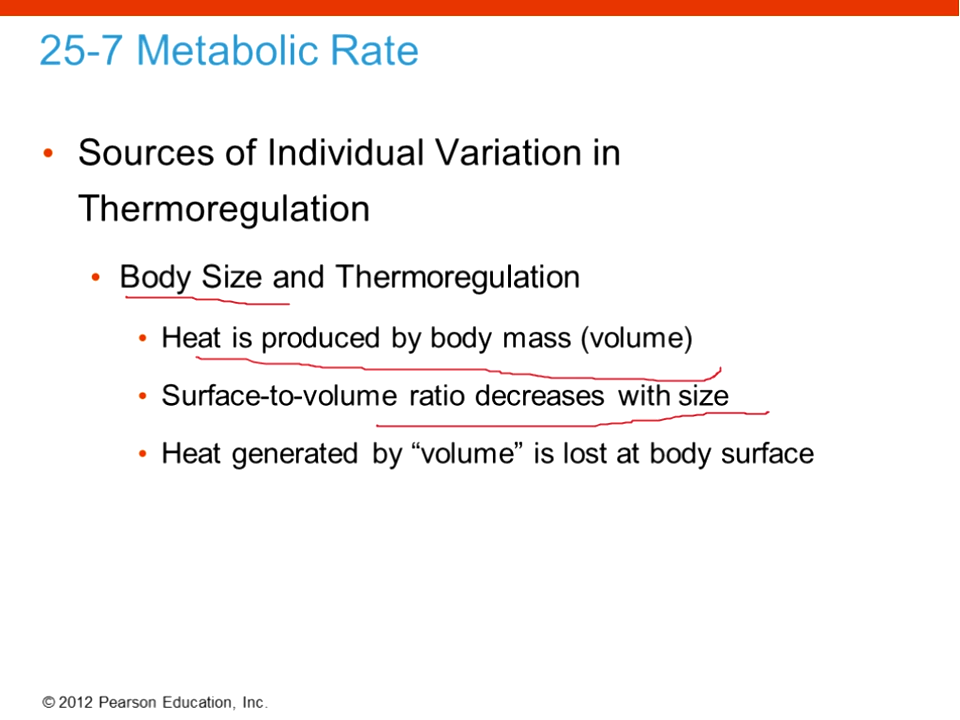 25-7 Metabolic Rate
• Sources of Individual Variation in
Thermoregulation
• Body Size and Thermoregulation
• Heat is produced by body mass (volume)
• Surface-to-volume ratio decreases with size
• Heat generated by “volume” is lost at body surface
© 2012 Pearson Education, Inc.